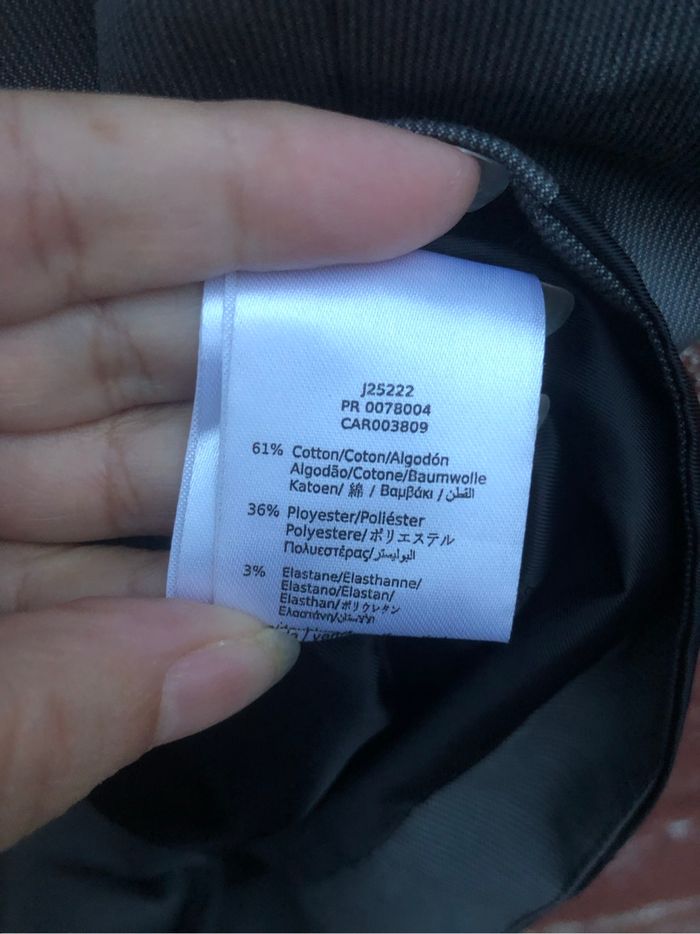 J25222
PR 0078004
CAR003809
61% Cotton/Coton/Algodón
Algodão/Cotone/Baumwolle
Katoen/ 綿 / Βαμβάκι / القطن
36% Ployester/Poliéster
Polyestere/ポリエステル
Πολυεστέρας/البوليستر
3% Elastane/Elasthanne/
Elastano/Elastan/
Elasthan/ポリウレタン
Ελαστίνη/الألاستان